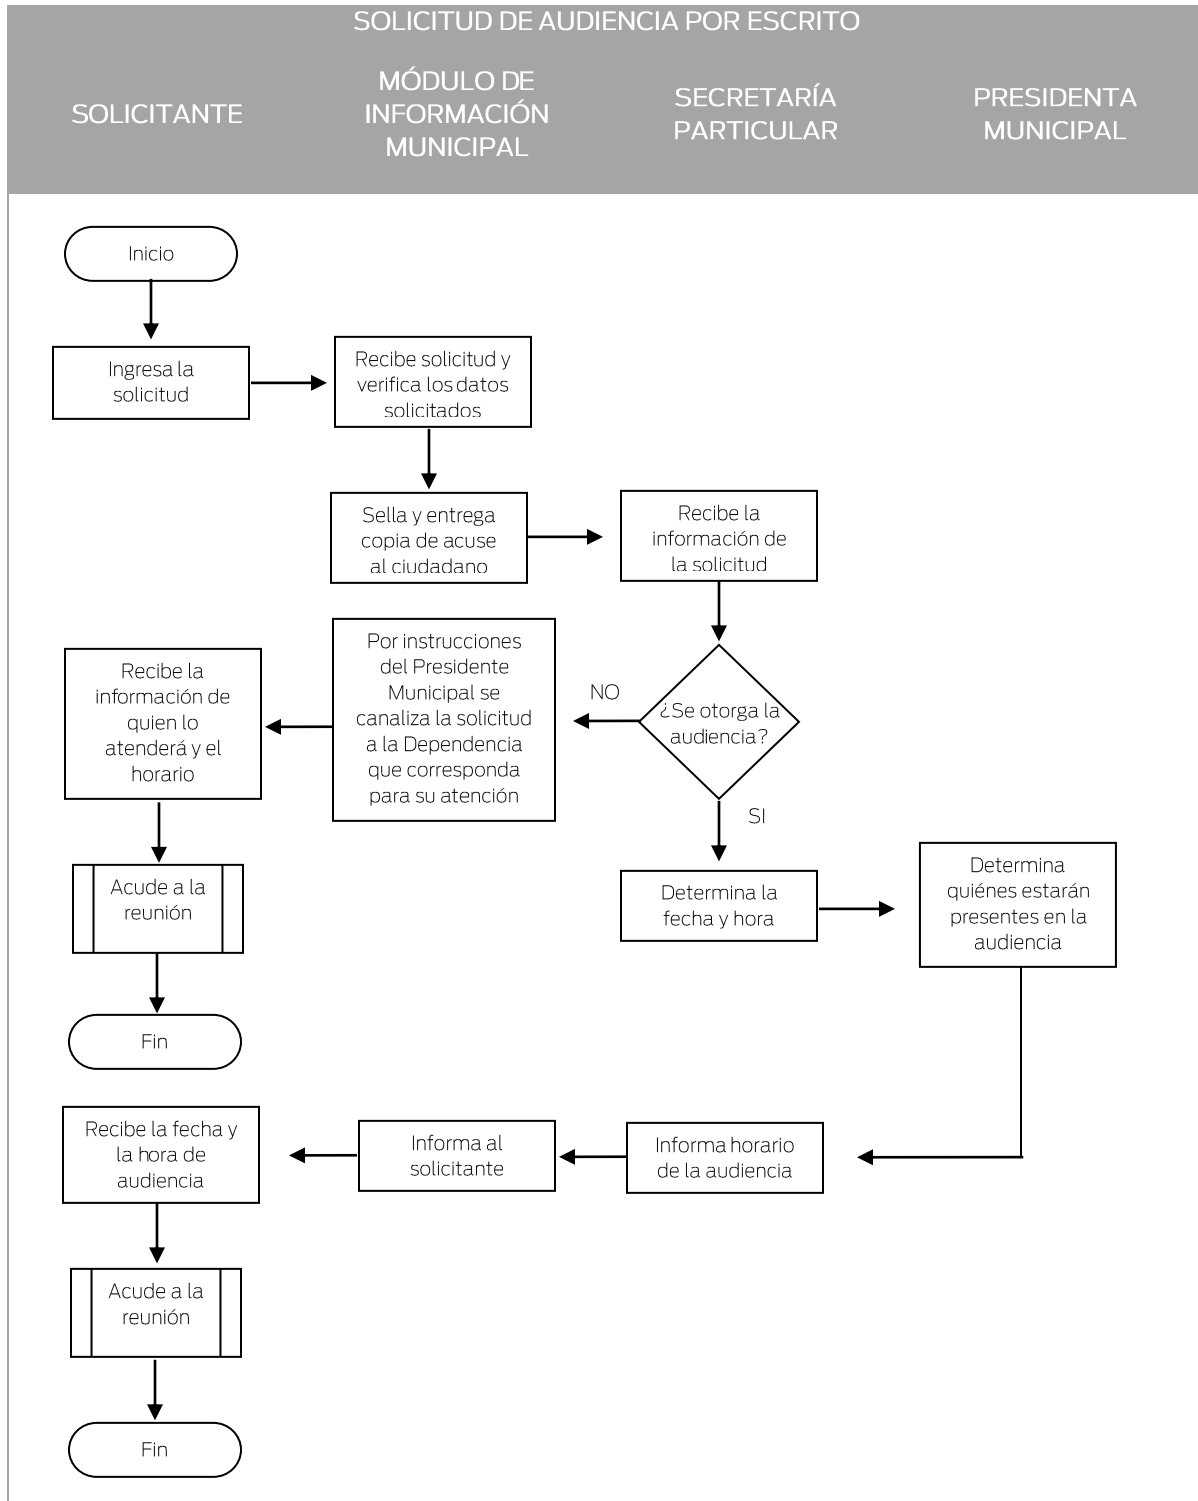 SOLICITUD DE AUDIENCIA POR ESCRITO
SOLICITANTE
MÓDULO DE
INFORMACIÓN
MUNICIPAL
SECRETARÍA
PARTICULAR
PRESIDENTA
MUNICIPAL
Inicio
Ingresa la
solicitud
Recibe solicitud y
verifica los datos
solicitados
Sella y entrega
copia de acuse
al ciudadano
Recibe la
información de
la solicitud
¿Se otorga la
audiencia?
NO
Por instrucciones
del Presidente
Municipal se
canaliza la solicitud
a la Dependencia
que corresponda
para su atención
Recibe la
información de
quien lo
atenderá y el
horario
Acude a la
reunión
Fin
SI
Determina la
fecha y hora
Determina
quiénes estarán
presentes en la
audiencia
Informa horario
de la audiencia
Informa al
solicitante
Recibe la fecha y
la hora de
audiencia
Acude a la
reunión
Fin